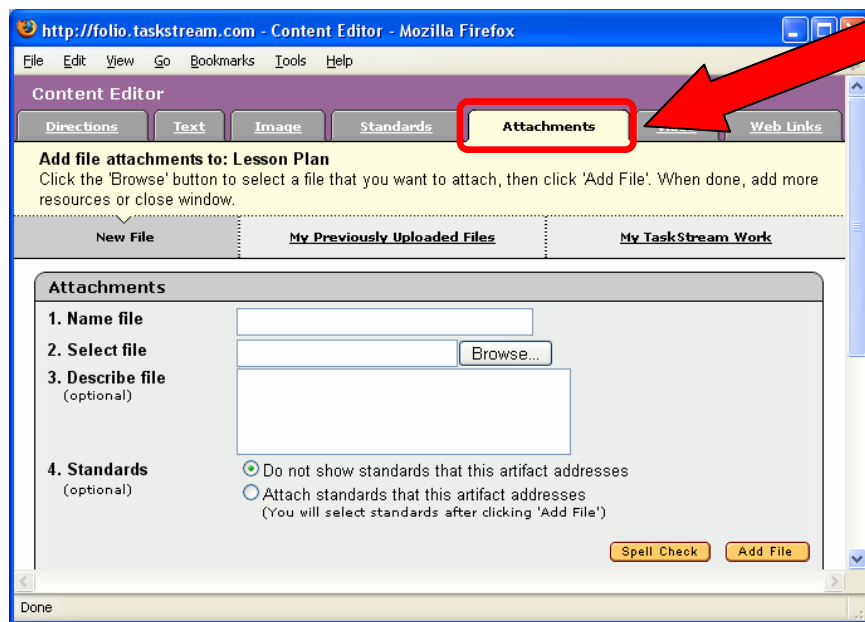 http://folio.taskstream.com - Content Editor - Mozilla Firefox
File Edit View Go Bookmarks Tools Help
Content Editor
Directions Text Image Standards Attachments Web Links
Add file attachments to: Lesson Plan
Click the 'Browse' button to select a file that you want to attach, then click 'Add File'. When done, add more
resources or close window.
New File My Previously Uploaded Files My TaskStream Work
Attachments
1. Name file
2. Select file Browse...
3. Describe file
(optional)
4. Standards Do not show standards that this artifact addresses
(optional) Attach standards that this artifact addresses
(You will select standards after clicking 'Add File')
Spell Check Add File
Done